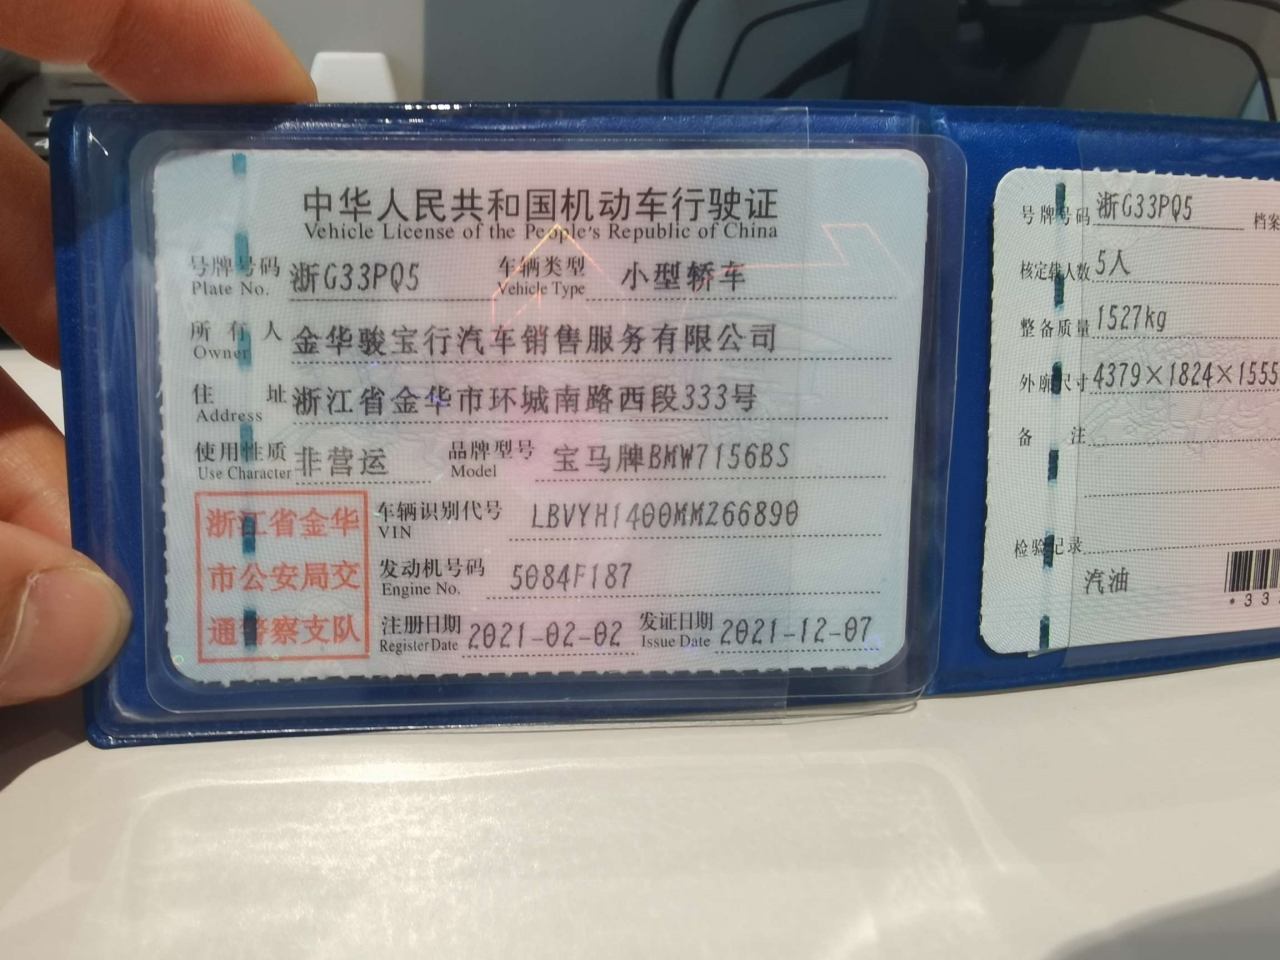 中华人民共和国机动车行驶证
Vehicle License of the People's Republic of China
号牌号码 浙G33PQ5 车辆类型 小型轿车
Plate No. Vehicle Type
所有人 金华骏宝行汽车销售服务有限公司
Owner
住址 浙江省金华市环城南路西段333号
Address
使用性质 非营运 品牌型号 宝马牌BMW7156BS
Use Character Model
车辆识别代号 LBVYH1400MMZ66890
VIN
发动机号码 5084F187
Engine No.
注册日期 2021-02-02 发证日期 2021-12-07
Register Date Issue Date
浙江省金华
市公安局交
通警察支队
号牌号码 浙G33PQ5 档案
核定载人数 5人
整备质量 1527kg
外廓尺寸 4379×1824×1555
备注
检验记录
汽油
*33